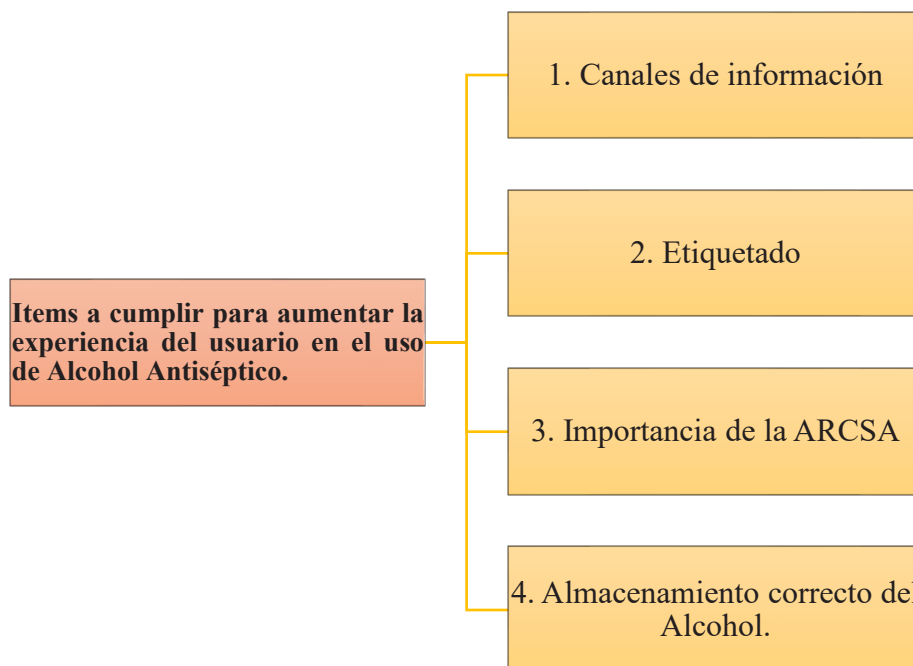 1. Canales de información
2. Etiquetado
Items a cumplir para aumentar la
experiencia del usuario en el uso
de Alcohol Antiséptico.
3. Importancia de la ARCSA
4. Almacenamiento correcto del
Alcohol.